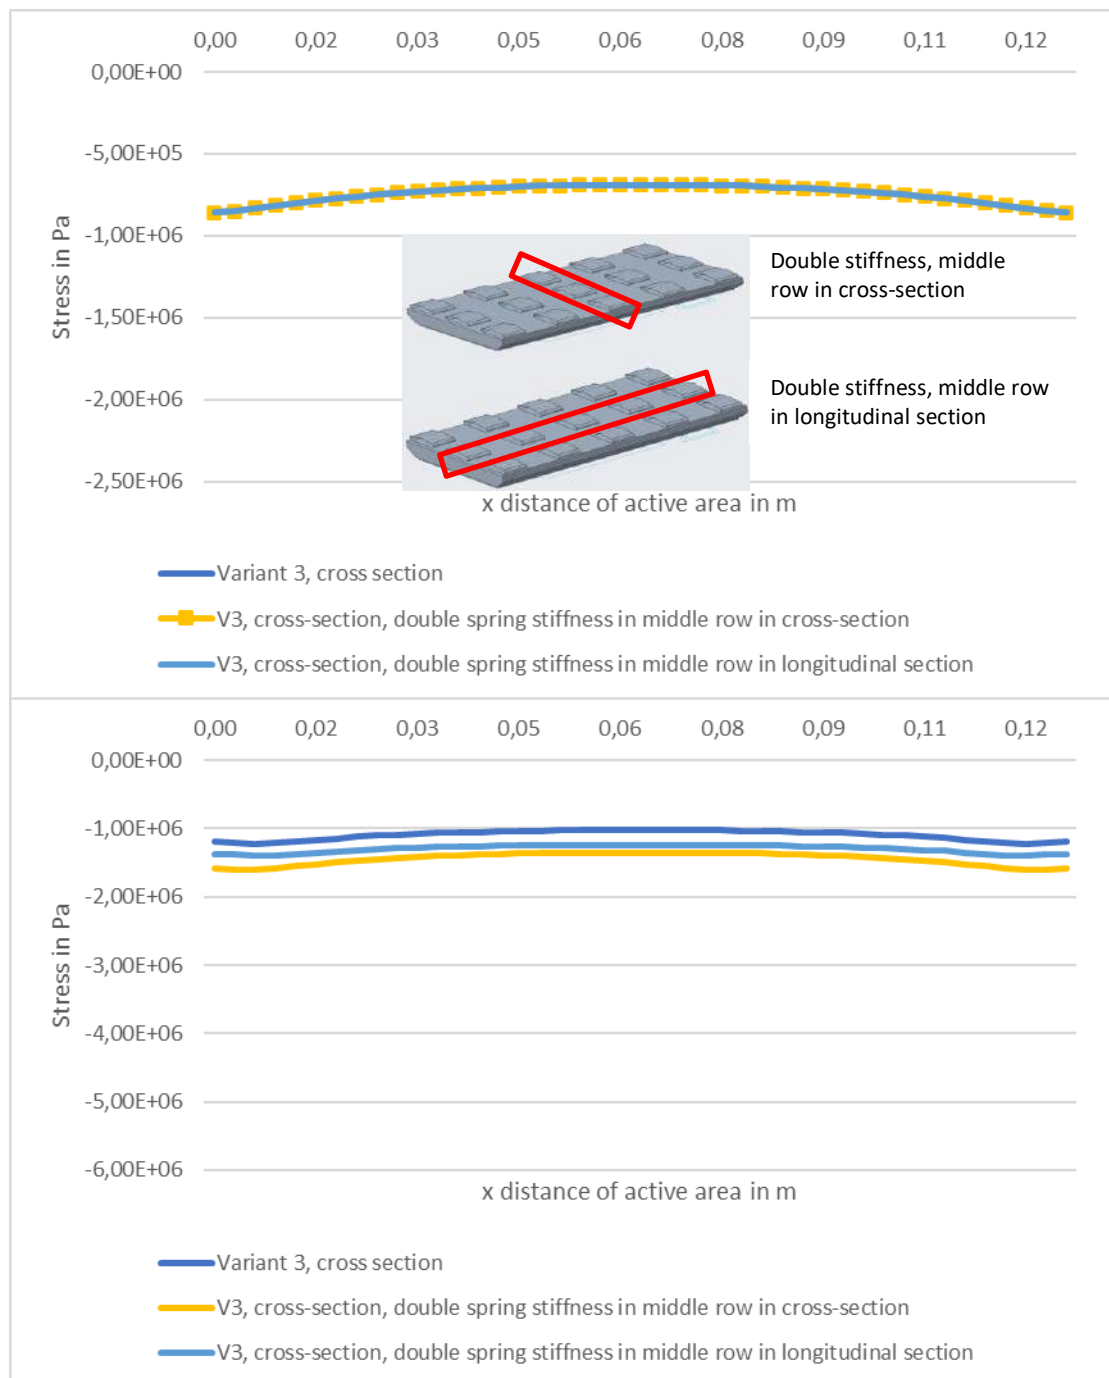 0,00 0,02 0,03 0,05 0,06 0,08 0,09 0,11 0,12
0,00E+00
-5,00E+05
-1,00E+06
-1,50E+06
-2,00E+06
-2,50E+06
Stress in Pa
Double stiffness, middle
row in cross-section
Double stiffness, middle row
in longitudinal section
x distance of active area in m
Variant 3, cross section
V3, cross-section, double spring stiffness in middle row in cross-section
V3, cross-section, double spring stiffness in middle row in longitudinal section
0,00 0,02 0,03 0,05 0,06 0,08 0,09 0,11 0,12
0,00E+00
-1,00E+06
-2,00E+06
-3,00E+06
-4,00E+06
-5,00E+06
-6,00E+06
Stress in Pa
x distance of active area in m
Variant 3, cross section
V3, cross-section, double spring stiffness in middle row in cross-section
V3, cross-section, double spring stiffness in middle row in longitudinal section